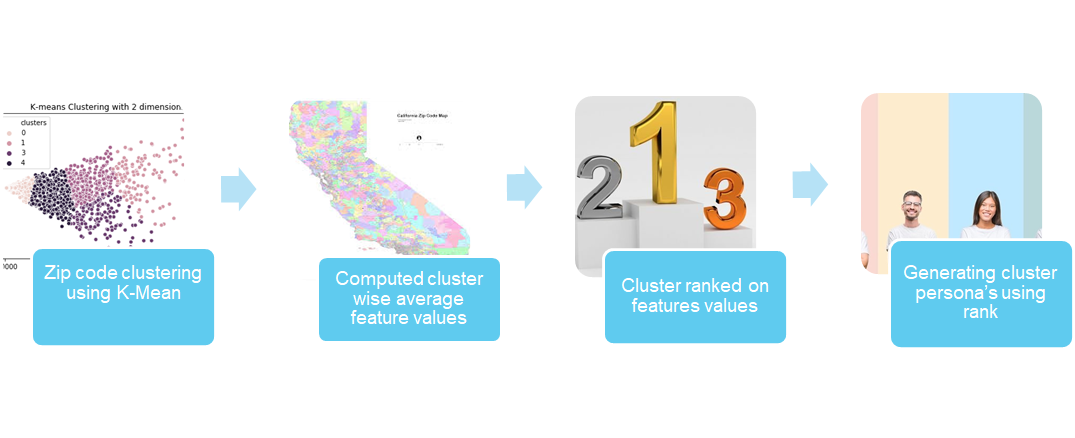 K-means Clustering with 2 dimension.
clusters
0
1
3
4
0000
Zip code clustering
using K-Mean
California Zip Code Map
Computed cluster
wise average
feature values
1
2
3
Cluster ranked on
features values
Generating cluster
persona's using
rank